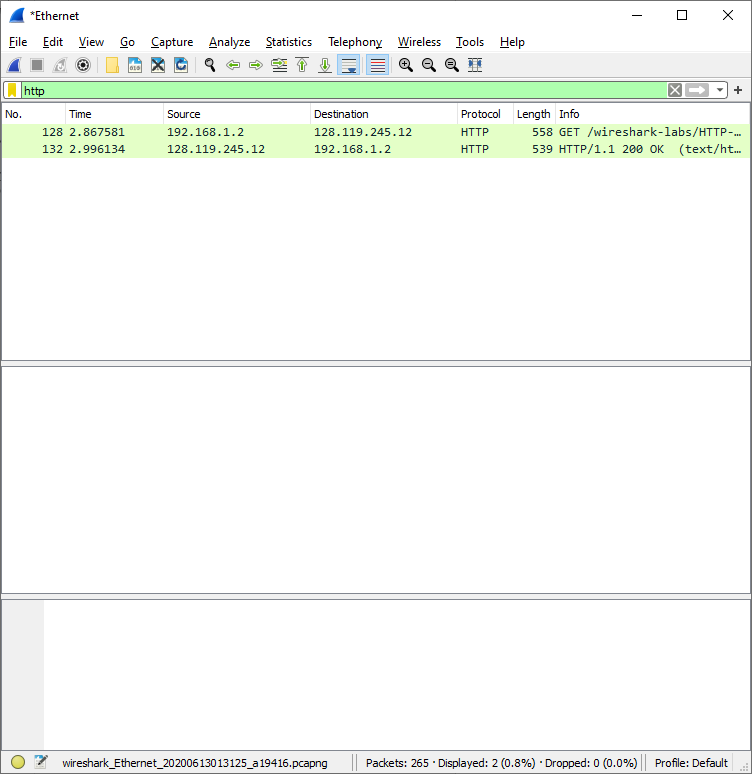 *Ethernet
File Edit View Go Capture Analyze Statistics Telephony Wireless Tools Help
http
No. Time Source Destination Protocol Length Info
128 2.867581 192.168.1.2 128.119.245.12 HTTP 558 GET /wireshark-labs/HTTP-…
132 2.996134 128.119.245.12 192.168.1.2 HTTP 539 HTTP/1.1 200 OK (text/ht…
wireshark_Ethernet_20200613013125_a19416.pcapng Packets: 265 · Displayed: 2 (0.8%) · Dropped: 0 (0.0%) Profile: Default